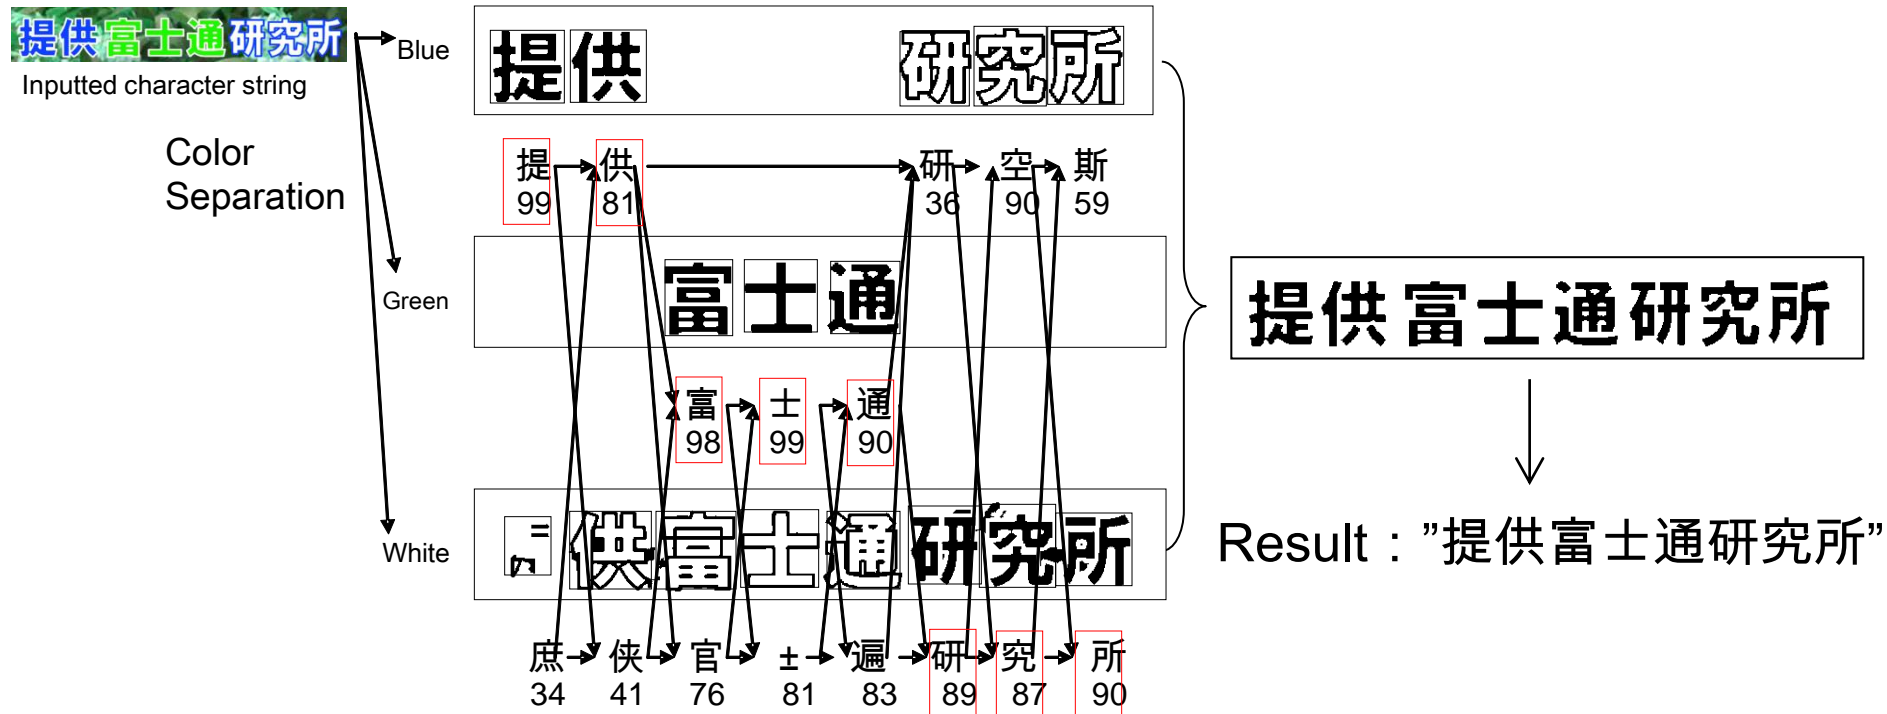 提供富士通研究所
Inputted character string
Color
Separation
Blue
提供 研究所
提 供 研 空 斯
99 81 36 90 59
Green
富士通
富 士 通
98 99 90
White
供富士通研究所
庶 侠 官 ± 遍 研 究 所
34 41 76 81 83 89 87 90
提供富士通研究所
Result：”提供富士通研究所”